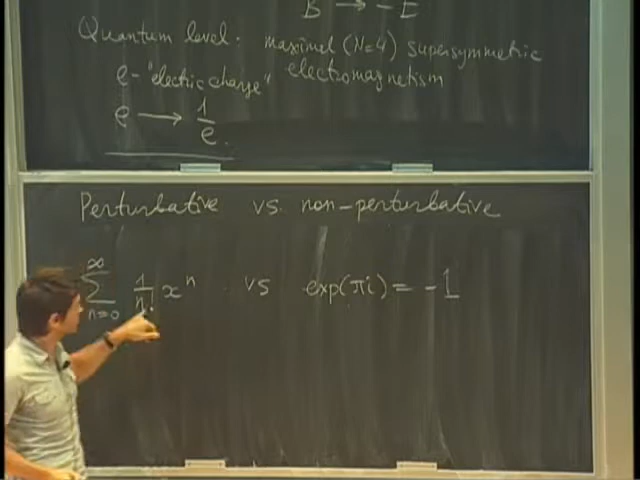 B → - E
Quantum level: maximal (N=4) supersymmetric
e - "electric charge" electromagnetism
e → 1/e
Perturbative vs. non-perturbative
∞
∑ 1/n! xⁿ vs exp(πi) = -1
n=0